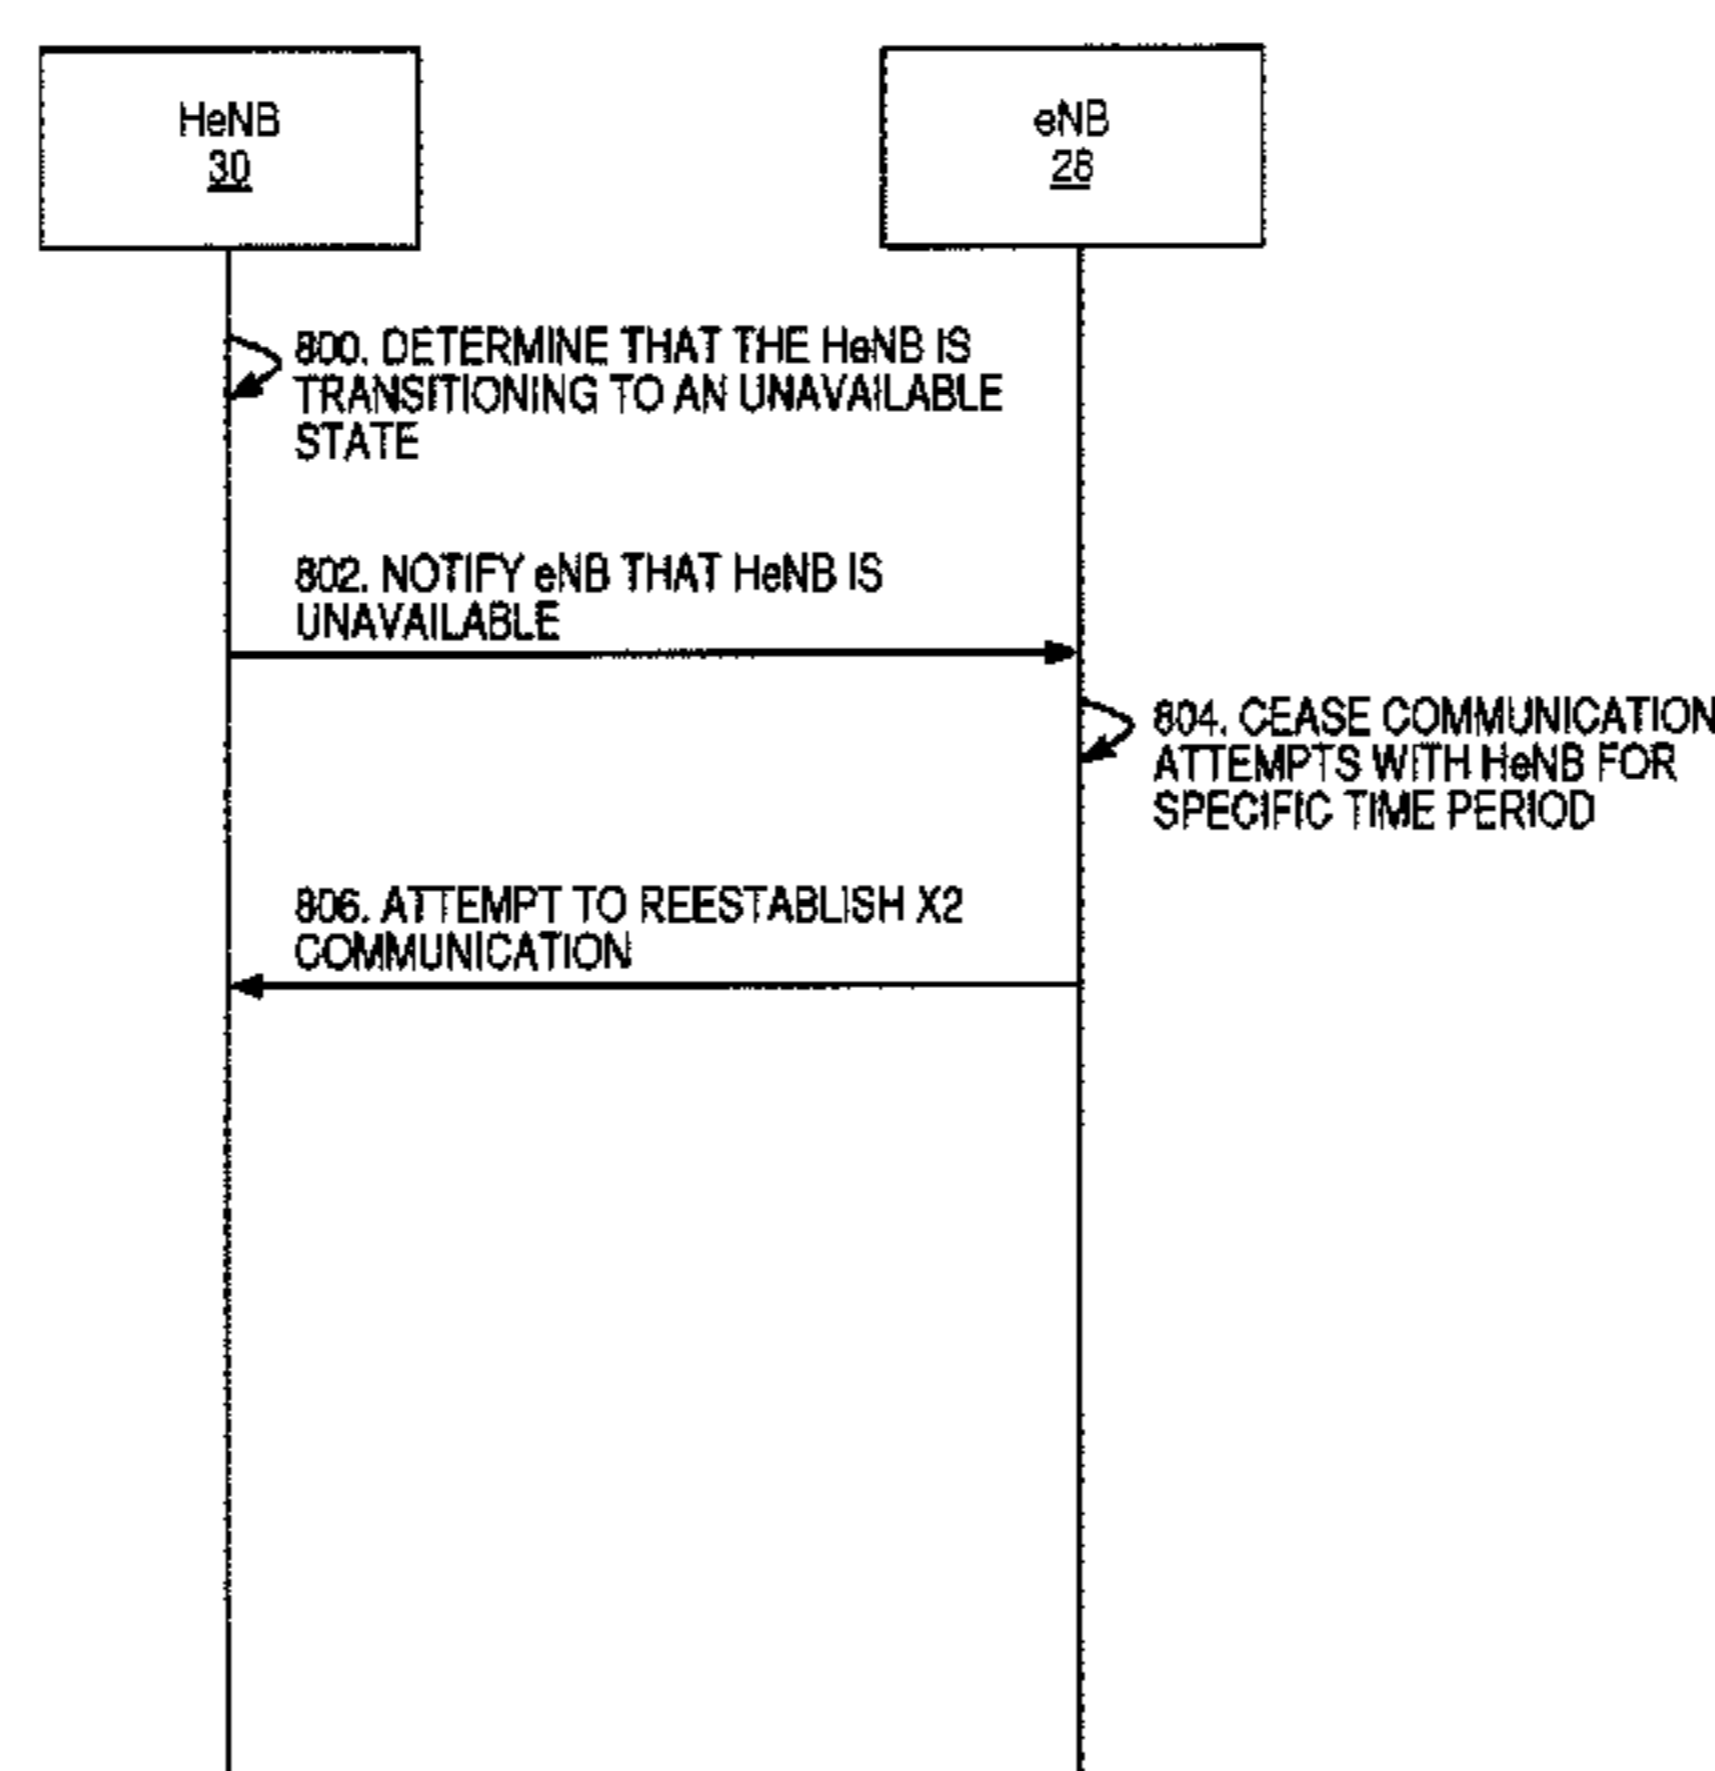 HeNB
30
eNB
28
800. DETERMINE THAT THE HeNB IS
TRANSITIONING TO AN UNAVAILABLE
STATE
802. NOTIFY eNB THAT HeNB IS
UNAVAILABLE
804. CEASE COMMUNICATION
ATTEMPTS WITH HeNB FOR
SPECIFIC TIME PERIOD
806. ATTEMPT TO REESTABLISH X2
COMMUNICATION